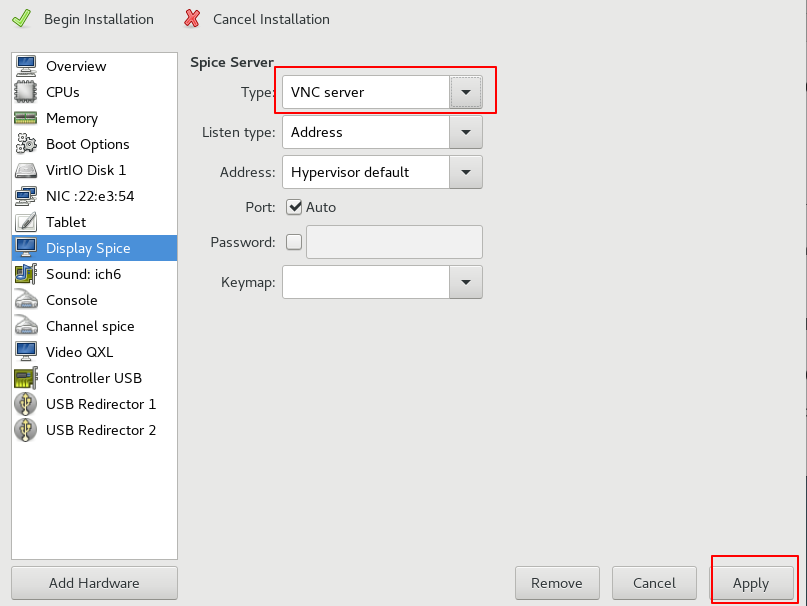 Begin Installation
Cancel Installation
Overview
CPUs
Memory
Boot Options
VirtIO Disk 1
NIC :22:e3:54
Tablet
Display Spice
Sound: ich6
Console
Channel spice
Video QXL
Controller USB
USB Redirector 1
USB Redirector 2
Add Hardware
Spice Server
Type: VNC server
Listen type: Address
Address: Hypervisor default
Port: Auto
Password:
Keymap:
Remove
Cancel
Apply